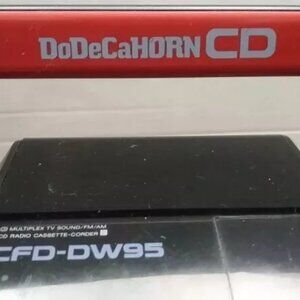 DoDeCaHORN CD
MULTIPLEX TV SOUND/FM/AM
CD RADIO CASSETTE-CORDER
CFD-DW95